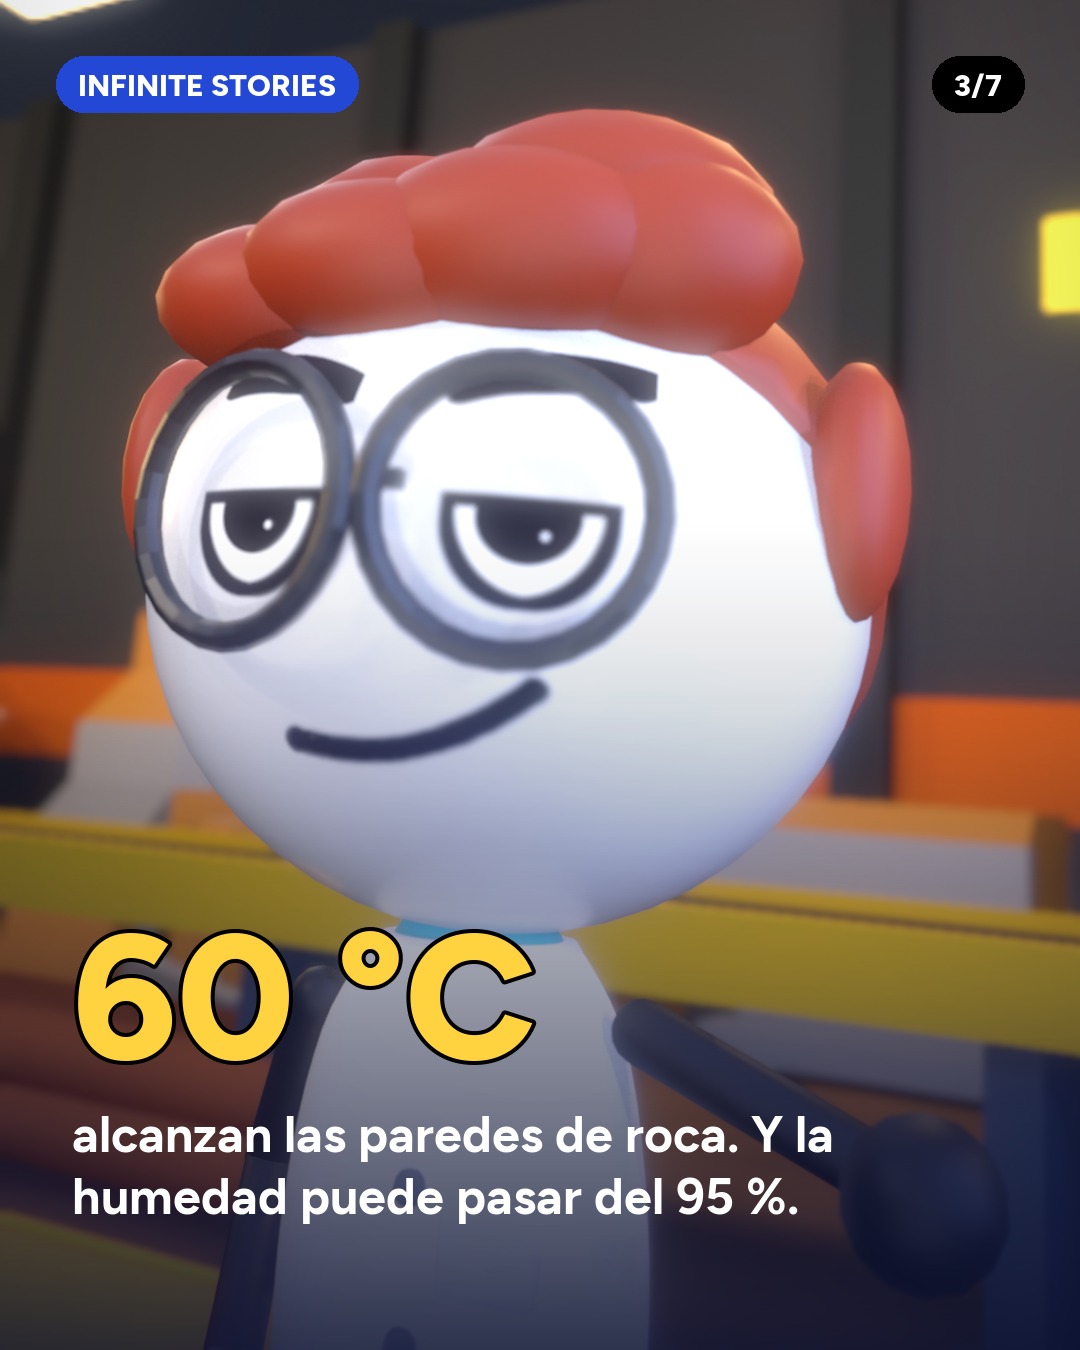 INFINITE STORIES
3/7
60 °C
alcanzan las paredes de roca. Y la
humedad puede pasar del 95 %.